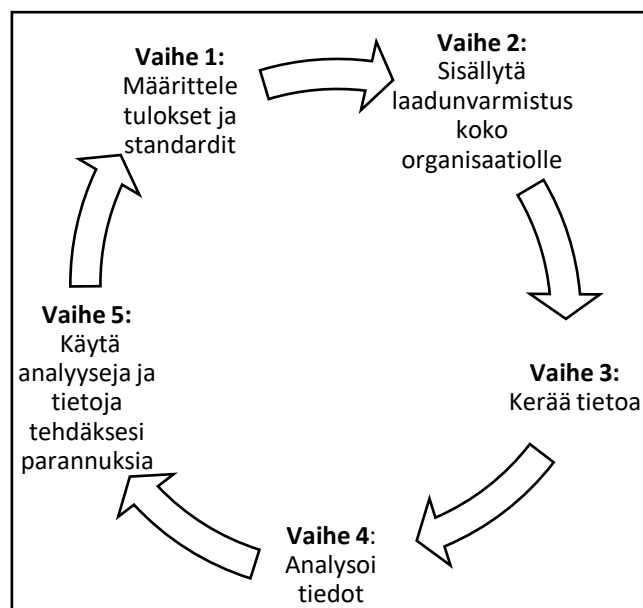 Vaihe 1:
Määrittele
tulokset ja
standardit
Vaihe 2:
Sisällytä
laadunvarmistus
koko
organisaatiolle
Vaihe 3:
Kerää tietoa
Vaihe 4:
Analysoi
tiedot
Vaihe 5:
Käytä
analyyseja ja
tietoja
tehdäksesi
parannuksia